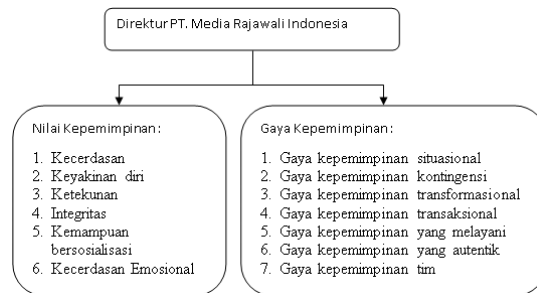 Direktur PT. Media Rajawali Indonesia
Nilai Kepemimpinan:
1. Kecerdasan
2. Keyakinan diri
3. Ketekunan
4. Integritas
5. Kemampuan
bersosialisasi
6. Kecerdasan Emosional
Gaya Kepemimpinan:
1. Gaya kepemimpinan situasional
2. Gaya kepemimpinan kontingensi
3. Gaya kepemimpinan transformasional
4. Gaya kepemimpinan transaksional
5. Gaya kepemimpinan yang melayani
6. Gaya kepemimpinan yang autentik
7. Gaya kepemimpinan tim